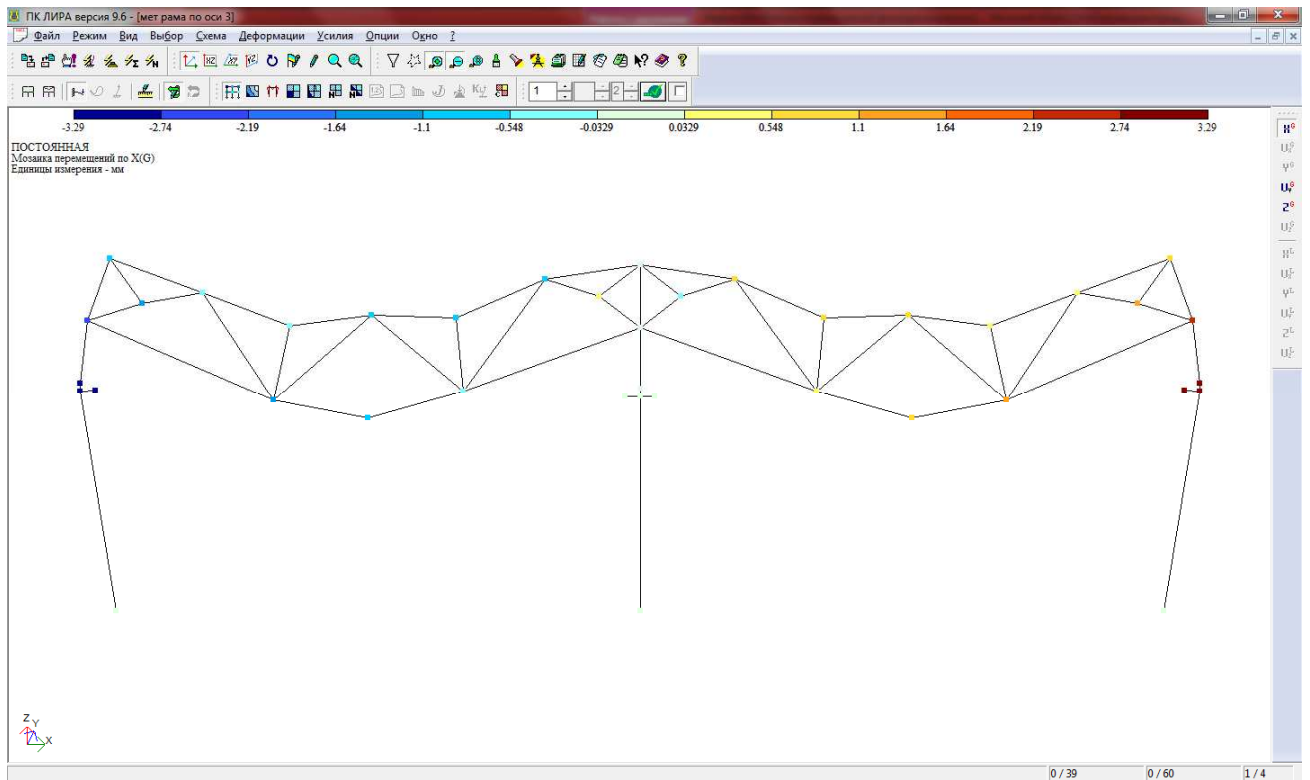 ПК ЛИРА версия 9.6 - [мет рама по оси 3]
Файл Режим Вид Выбор Схема Деформации Усилия Опции Окно ?
1 2
-3.29 -2.74 -2.19 -1.64 -1.1 -0.548 -0.0329 0.0329 0.548 1.1 1.64 2.19 2.74 3.29
ПОСТОЯННАЯ
Мозаика перемещений по X(G)
Единицы измерения - мм
Z
Y
X
0 / 39 0 / 60 1 / 4